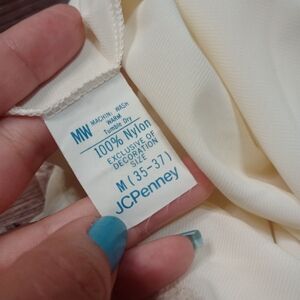 MW
MACHINE WASH
WARM
Tumble Dry
100% Nylon
EXCLUSIVE OF
DECORATION
SIZE
M (35-37)
JCPenney